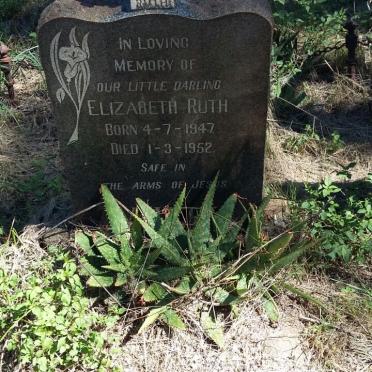 In Loving
Memory of
our little darling
Elizabeth Ruth
Born 4-7-1947
Died 1-3-1952.
Safe in
the arms of Jesus